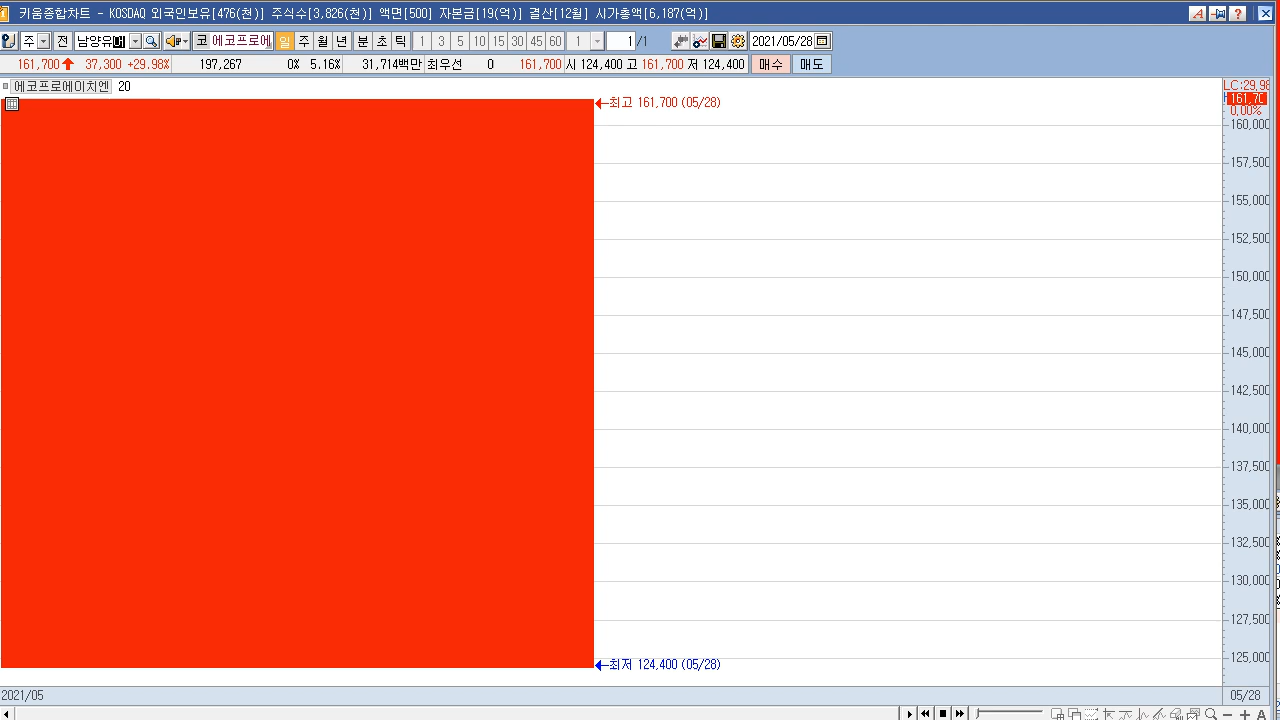 키움종합차트 - KOSDAQ 외국인보유[476(천)] 주식수[3,826(천)] 액면[500] 자본금[19(억)] 결산[12월] 시가총액[6,187(억)]
주 전 남양유업 코 에코프로에 일 주 월 년 분 초 틱 1 3 5 10 15 30 45 60 1 1 /1 2021/05/28
161,700 37,300 +29.98% 197,267 0% 5.16% 31,714백만 최우선 0 161,700 시 124,400 고 161,700 저 124,400 매수 매도
에코프로에이치엔 20
LC:29,98
←최고 161,700 (05/28)
161,70
0,00%
160,000
157,500
155,000
152,500
150,000
147,500
145,000
142,500
140,000
137,500
135,000
132,500
130,000
127,500
←최저 124,400 (05/28)
125,000
2021/05
05/28